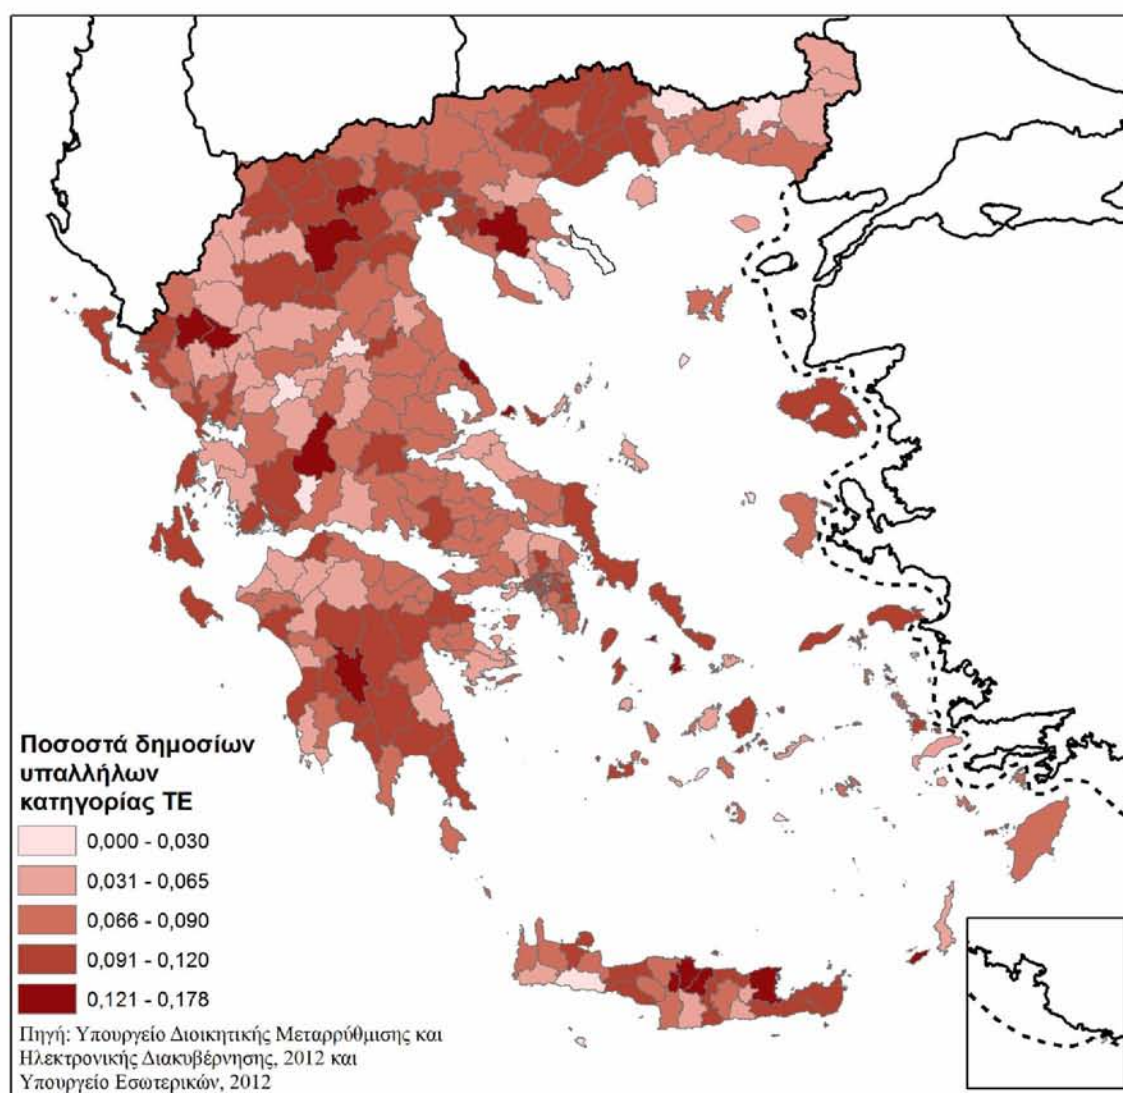 Ποσοστά δημοσίων
υπαλλήλων
κατηγορίας ΤΕ
0,000 - 0,030
0,031 - 0,065
0,066 - 0,090
0,091 - 0,120
0,121 - 0,178
Πηγή: Υπουργείο Διοικητικής Μεταρρύθμισης και
Ηλεκτρονικής Διακυβέρνησης, 2012 και
Υπουργείο Εσωτερικών, 2012